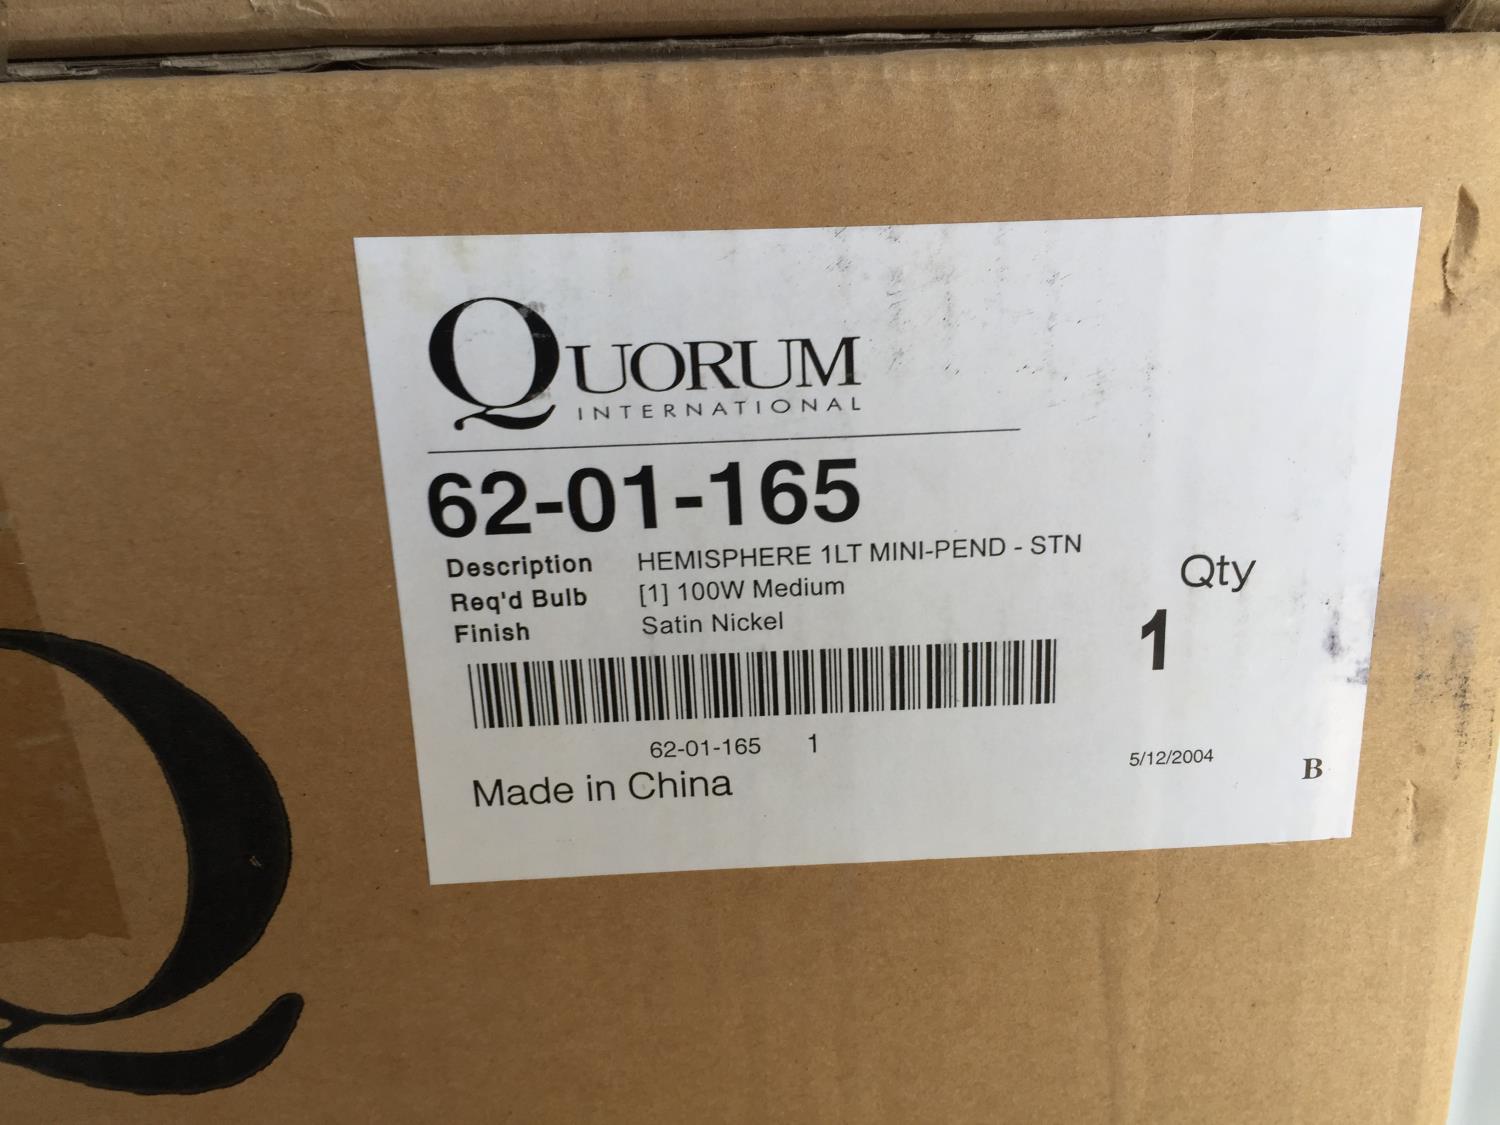 QUORUM
INTERNATIONAL
62-01-165
Description HEMISPHERE 1LT MINI-PEND - STN
Req'd Bulb [1] 100W Medium
Finish Satin Nickel
Qty
1
62-01-165 1
Made in China
5/12/2004
B
Q